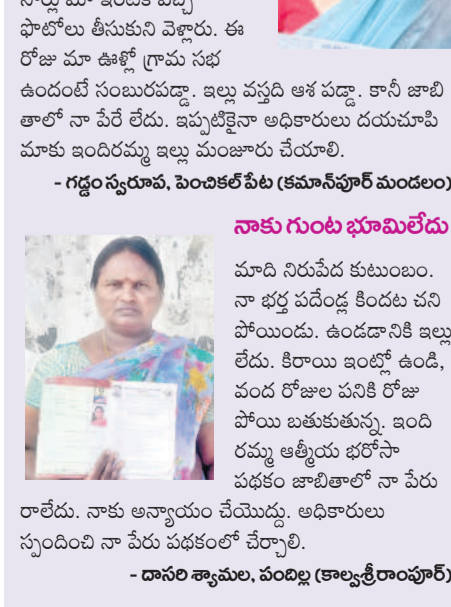 సార్లు మా ఇంటికి వచ్చి
ఫొటోలు తీసుకుని వెళ్లారు. ఈ
రోజు మా ఊళ్లో గ్రామ సభ
ఉందంటే సంబురపడ్డా. ఇల్లు వస్తది ఆశ పడ్డా. కానీ జాబి
తాలో నా పేరే లేదు. ఇప్పటికైనా అధికారులు దయచూపి
మాకు ఇందిరమ్మ ఇల్లు మంజూరు చేయాలి.
- గడ్డం స్వరూప, పెంచికల్‌పేట (కమాన్‌పూర్ మండలం)
నాకు గుంట భూమిలేదు
మాది నిరుపేద కుటుంబం.
నా భర్త పదేండ్ల కిందట చని
పోయిండు. ఉండడానికి ఇల్లు
లేదు. కిరాయి ఇంట్లో ఉండి,
వంద రోజుల పనికి రోజు
పోయి బతుకుతున్న. ఇంది
రమ్మ ఆత్మీయ భరోసా
పథకం జాబితాలో నా పేరు
రాలేదు. నాకు అన్యాయం చేయొద్దు. అధికారులు
స్పందించి నా పేరు పథకంలో చేర్చాలి.
- దాసరి శ్యామల, పందిల్ల (కాల్వశ్రీరాంపూర్)